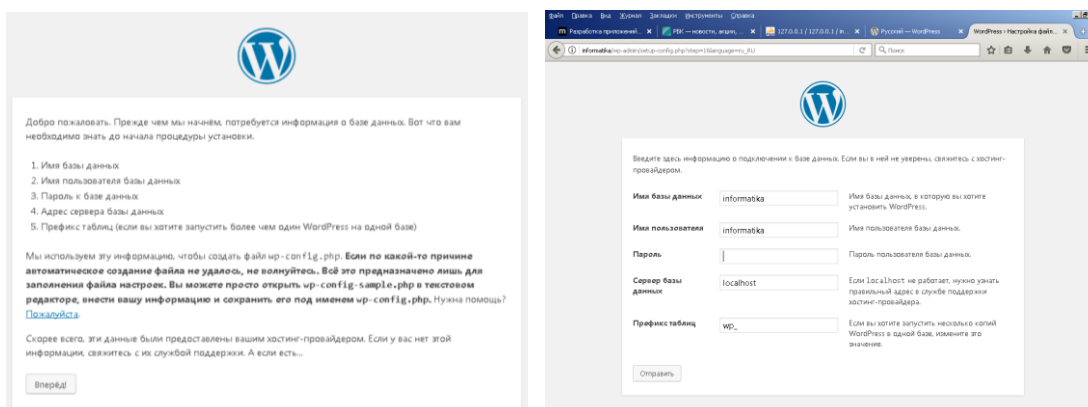 Добро пожаловать. Прежде чем мы начнём, потребуется информация о базе данных. Вот что вам
необходимо знать до начала процедуры установки.
1. Имя базы данных
2. Имя пользователя базы данных
3. Пароль к базе данных
4. Адрес сервера базы данных
5. Префикс таблиц (если вы хотите запустить более чем один WordPress на одной базе)
Мы используем эту информацию, чтобы создать файл wp-config.php. Если по какой-то причине
автоматическое создание файла не удалось, не волнуйтесь. Всё это предназначено лишь для
заполнения файла настроек. Вы можете просто открыть wp-config-sample.php в текстовом
редакторе, внести вашу информацию и сохранить его под именем wp-config.php. Нужна помощь?
Пожалуйста.
Скорее всего, эти данные были предоставлены вашим хостинг-провайдером. Если у вас нет этой
информации, свяжитесь с их службой поддержки. А если есть...
Вперёд!
Файл Правка Вид Журнал Закладки Инструменты Справка
Разработка приложений... РБК — новости, акции, ... 127.0.0.1 / 127.0.0.1 / Русский — WordPress WordPress › Настройка файл...
informatika/wp-admin/setup-config.php?step=1&language=ru_RU Поиск
Введите здесь информацию о подключении к базе данных. Если вы в ней не уверены, свяжитесь с хостинг-
провайдером.
Имя базы данных informatika Имя базы данных, в которую вы хотите
установить WordPress.
Имя пользователя informatika Имя пользователя базы данных.
Пароль Пароль пользователя базы данных.
Сервер базы данных localhost Если localhost не работает, нужно узнать
правильный адрес в службе поддержки
хостинг-провайдера.
Префикс таблиц wp_ Если вы хотите запустить несколько копий
WordPress в одной базе, измените это
значение.
Отправить